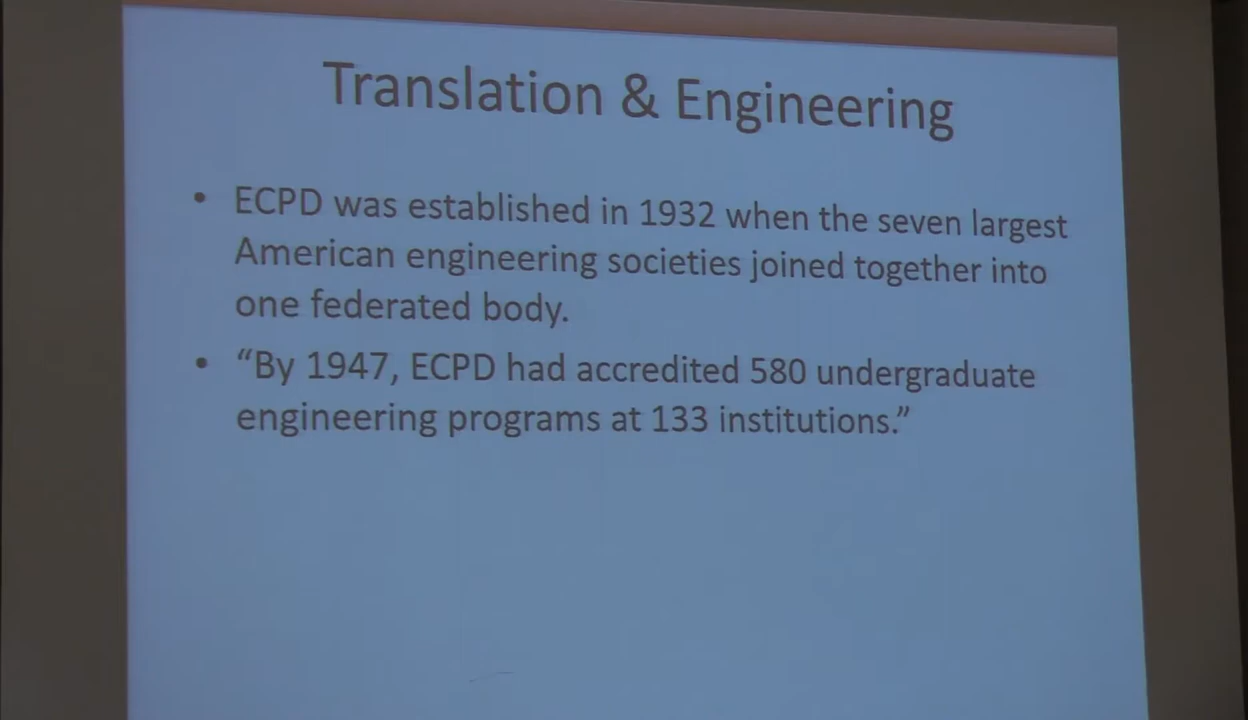 Translation & Engineering
• ECPD was established in 1932 when the seven largest
American engineering societies joined together into
one federated body.
• “By 1947, ECPD had accredited 580 undergraduate
engineering programs at 133 institutions.”